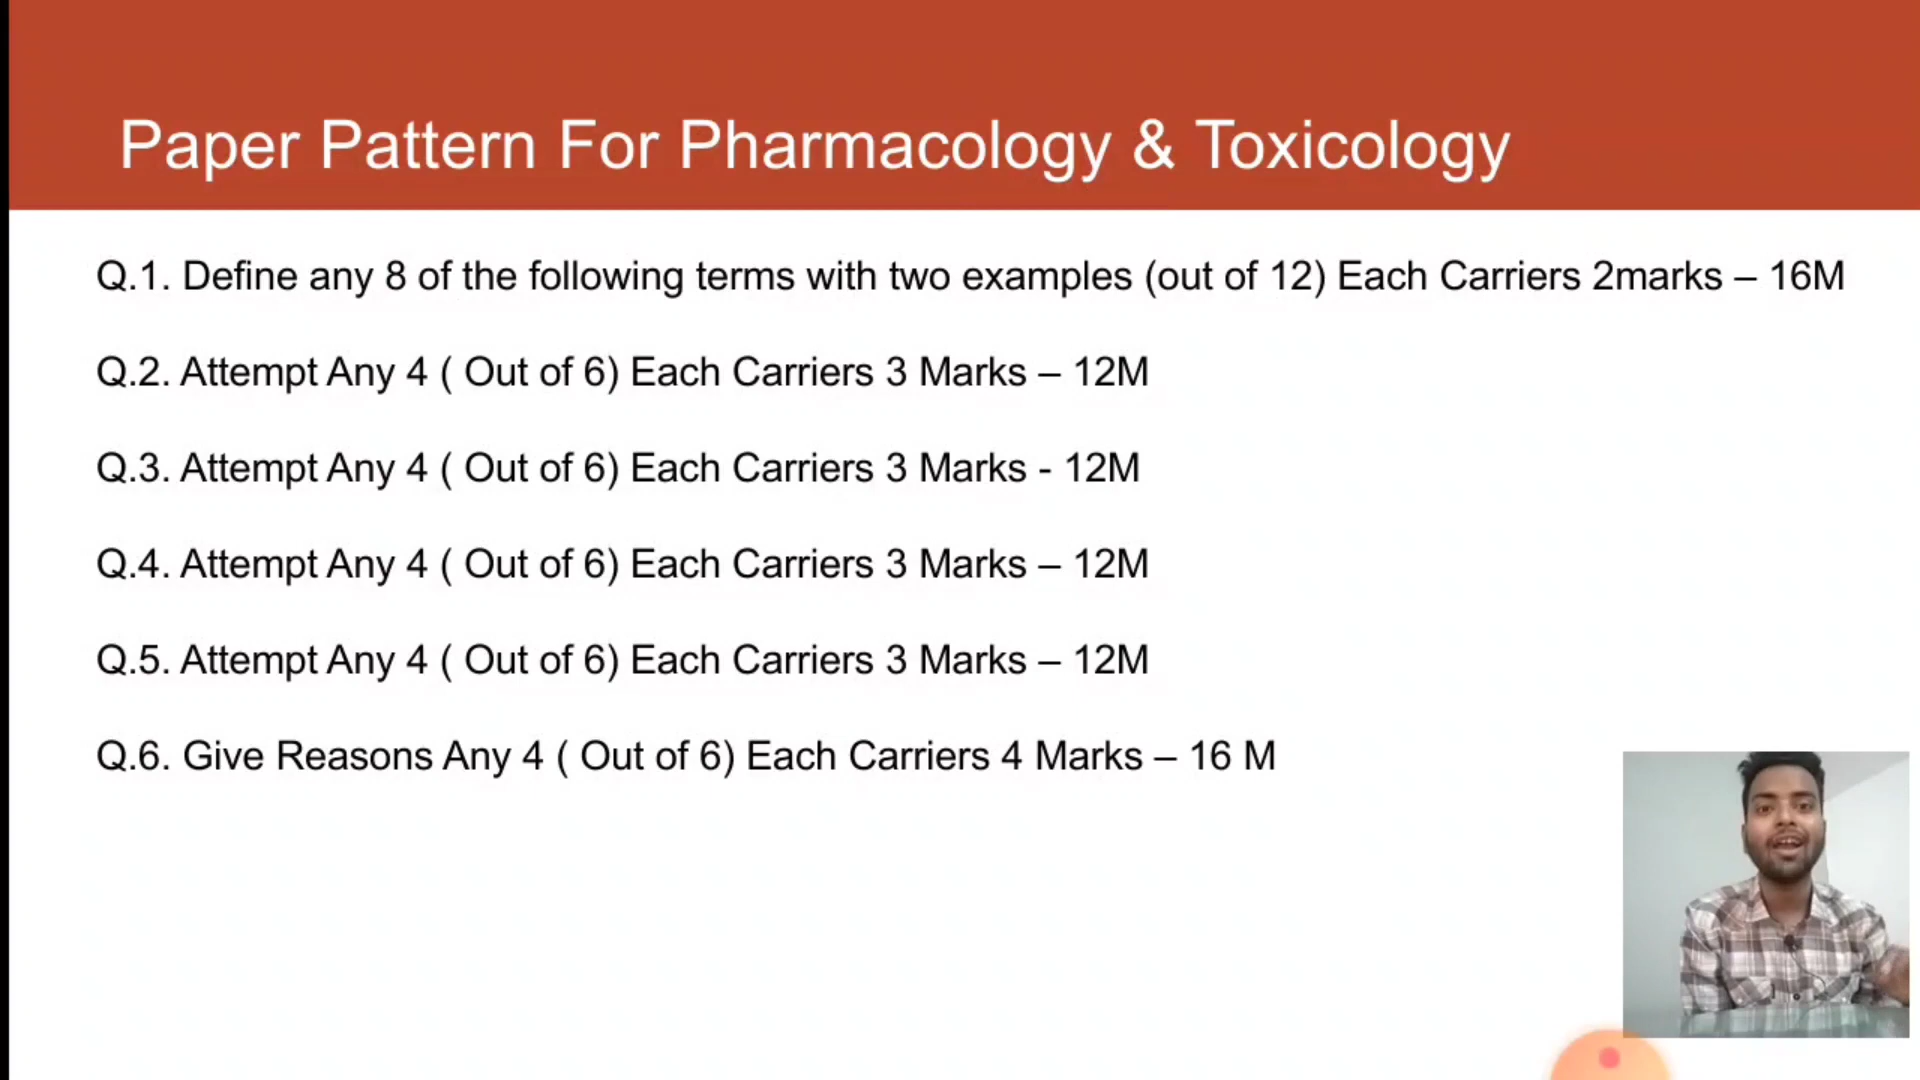 Paper Pattern For Pharmacology & Toxicology
Q.1. Define any 8 of the following terms with two examples (out of 12) Each Carriers 2marks – 16M
Q.2. Attempt Any 4 ( Out of 6) Each Carriers 3 Marks – 12M
Q.3. Attempt Any 4 ( Out of 6) Each Carriers 3 Marks - 12M
Q.4. Attempt Any 4 ( Out of 6) Each Carriers 3 Marks – 12M
Q.5. Attempt Any 4 ( Out of 6) Each Carriers 3 Marks – 12M
Q.6. Give Reasons Any 4 ( Out of 6) Each Carriers 4 Marks – 16 M